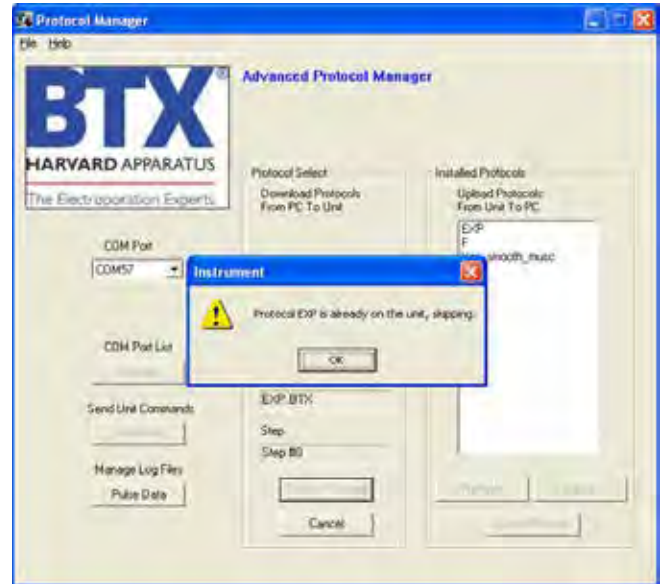 Protocol Manager
File Help
BTX®
HARVARD APPARATUS
The Electroporation Experts
Advanced Protocol Manager
COM Port
COM57
COM Port List
Send Unit Commands
Manage Log Files
Pulse Data
Protocol Select
Download Protocols
From PC To Unit
EXP.BTX
Step
Step #0
Cancel
Installed Protocols
Upload Protocols
From Unit To PC
EXP
F
smooth_musc
Instrument
Protocol EXP is already on the unit, skipping.
OK